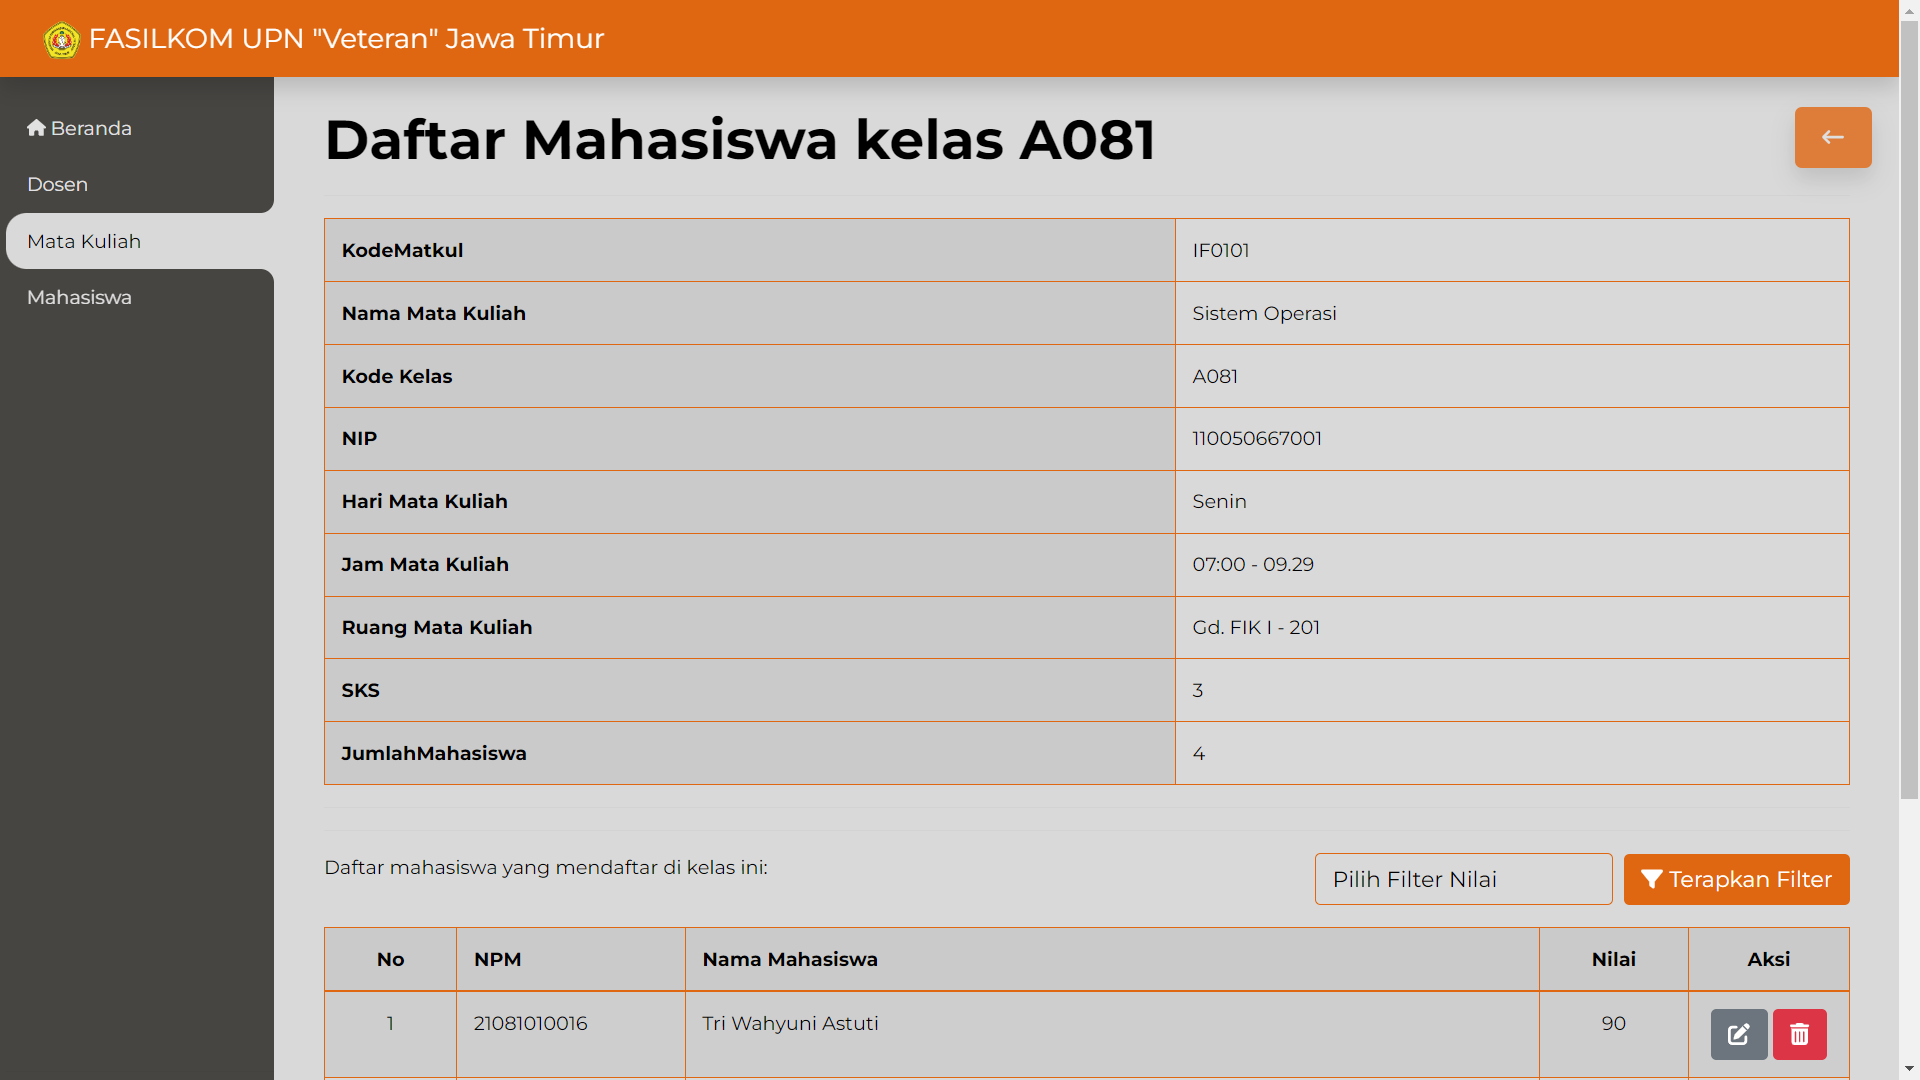 FASILKOM UPN "Veteran" Jawa Timur
Beranda
Dosen
Mata Kuliah
Mahasiswa
Daftar Mahasiswa kelas A081
KodeMatkul IF0101
Nama Mata Kuliah Sistem Operasi
Kode Kelas A081
NIP 110050667001
Hari Mata Kuliah Senin
Jam Mata Kuliah 07:00 - 09.29
Ruang Mata Kuliah Gd. FIK I - 201
SKS 3
JumlahMahasiswa 4
Daftar mahasiswa yang mendaftar di kelas ini:
Pilih Filter Nilai
Terapkan Filter
No NPM Nama Mahasiswa Nilai Aksi
1 21081010016 Tri Wahyuni Astuti 90